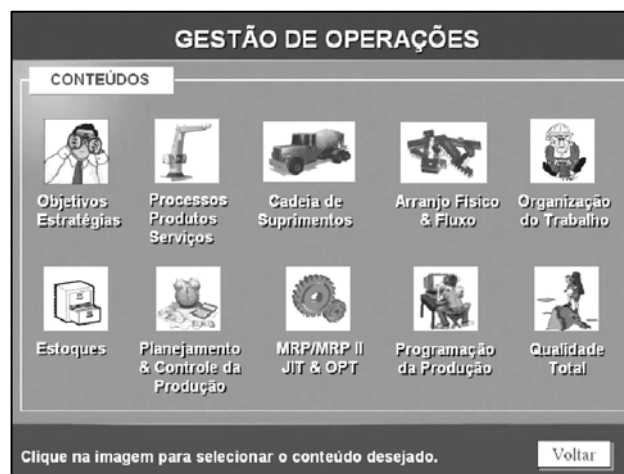 GESTÃO DE OPERAÇÕES
CONTEÚDOS
Objetivos
Estratégias
Processos
Produtos
Serviços
Cadeia de
Suprimentos
Arranjo Físico
& Fluxo
Organização
do Trabalho
Estoques
Planejamento
& Controle da
Produção
MRP/MRP II
JIT & OPT
Programação
da Produção
Qualidade
Total
Clique na imagem para selecionar o conteúdo desejado.
Voltar